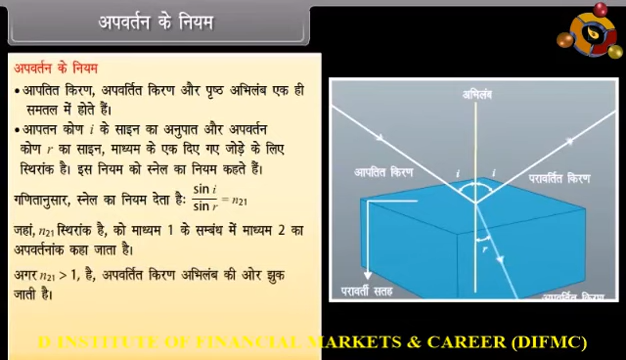 अपवर्तन के नियम
अपवर्तन के नियम
• आपतित किरण, अपवर्तित किरण और पृष्ठ अभिलंब एक ही
समतल में होते हैं।
• आपतन कोण i के साइन का अनुपात और अपवर्तन
कोण r का साइन, माध्यम के एक दिए गए जोड़े के लिए
स्थिरांक है। इस नियम को स्नेल का नियम कहते हैं।
गणितानुसार, स्नेल का नियम देता है: sin i / sin r = n₂₁
जहां, n₂₁ स्थिरांक है, को माध्यम 1 के सम्बंध में माध्यम 2 का
अपवर्तनांक कहा जाता है।
अगर n₂₁ > 1, है, अपवर्तित किरण अभिलंब की ओर झुक
जाती है।
अभिलंब
आपतित किरण
i i
परावर्तित किरण
r
परावर्ती सतह
अपवर्तित किरण
D INSTITUTE OF FINANCIAL MARKETS & CAREER (DIFMC)